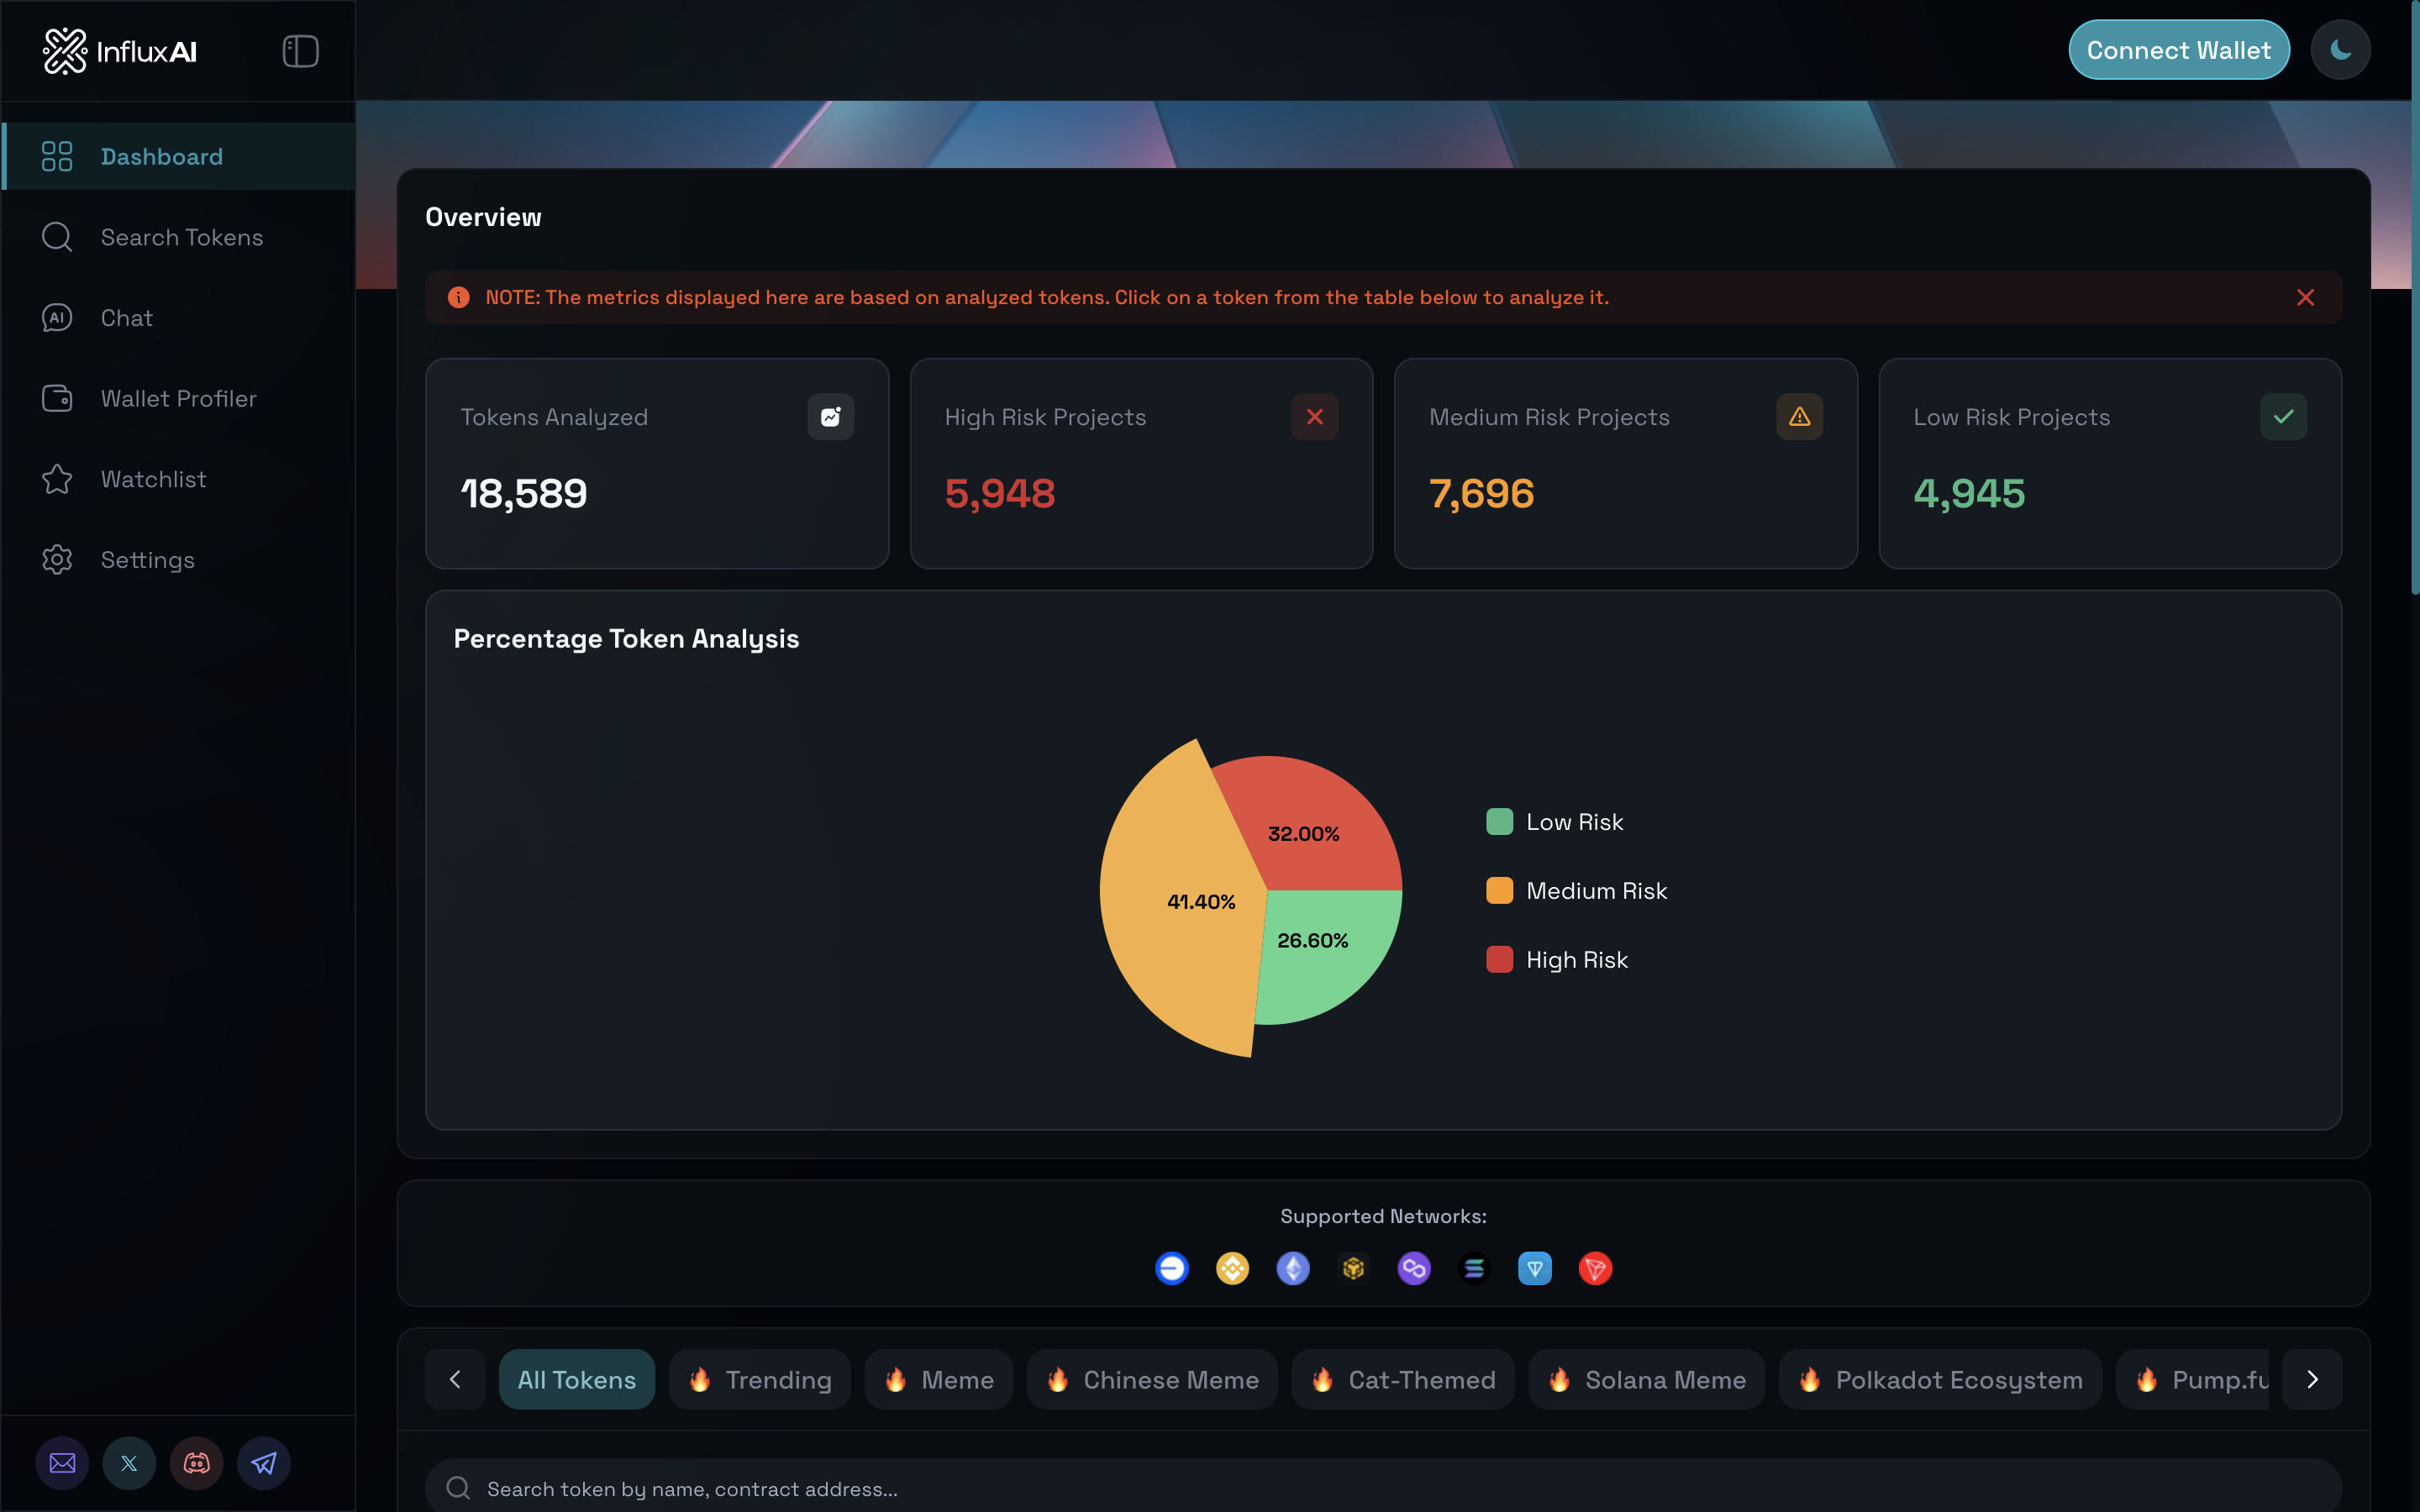 InfluxAI
Connect Wallet
Dashboard
Search Tokens
AI
Chat
Wallet Profiler
Watchlist
Settings
Overview
NOTE: The metrics displayed here are based on analyzed tokens. Click on a token from the table below to analyze it.
Tokens Analyzed
18,589
High Risk Projects
5,948
Medium Risk Projects
7,696
Low Risk Projects
4,945
Percentage Token Analysis
32.00%
41.40%
26.60%
Low Risk
Medium Risk
High Risk
Supported Networks:
All Tokens
Trending
Meme
Chinese Meme
Cat-Themed
Solana Meme
Polkadot Ecosystem
Pump.fu
Search token by name, contract address...